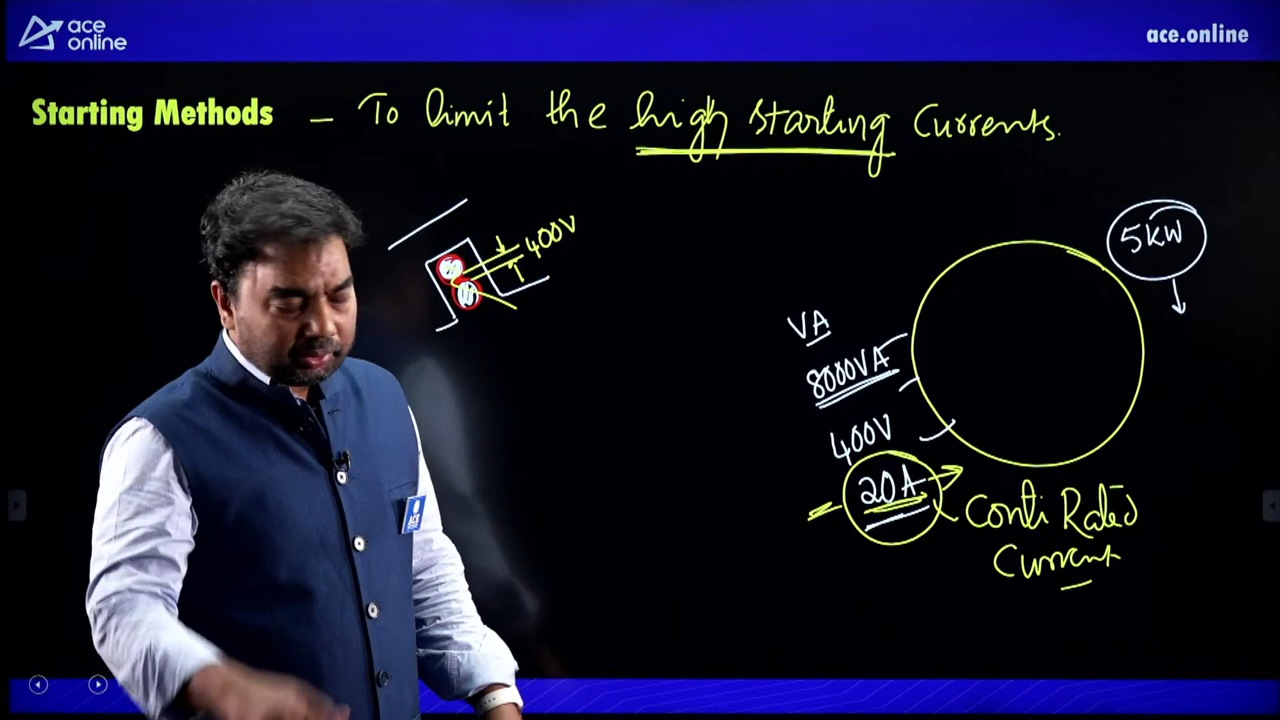 ace
online
ace.online
Starting Methods - To limit the high starting Currents.
400V
5KW
VA
8000VA
400V
20A
Conti Rated
Current
ACE